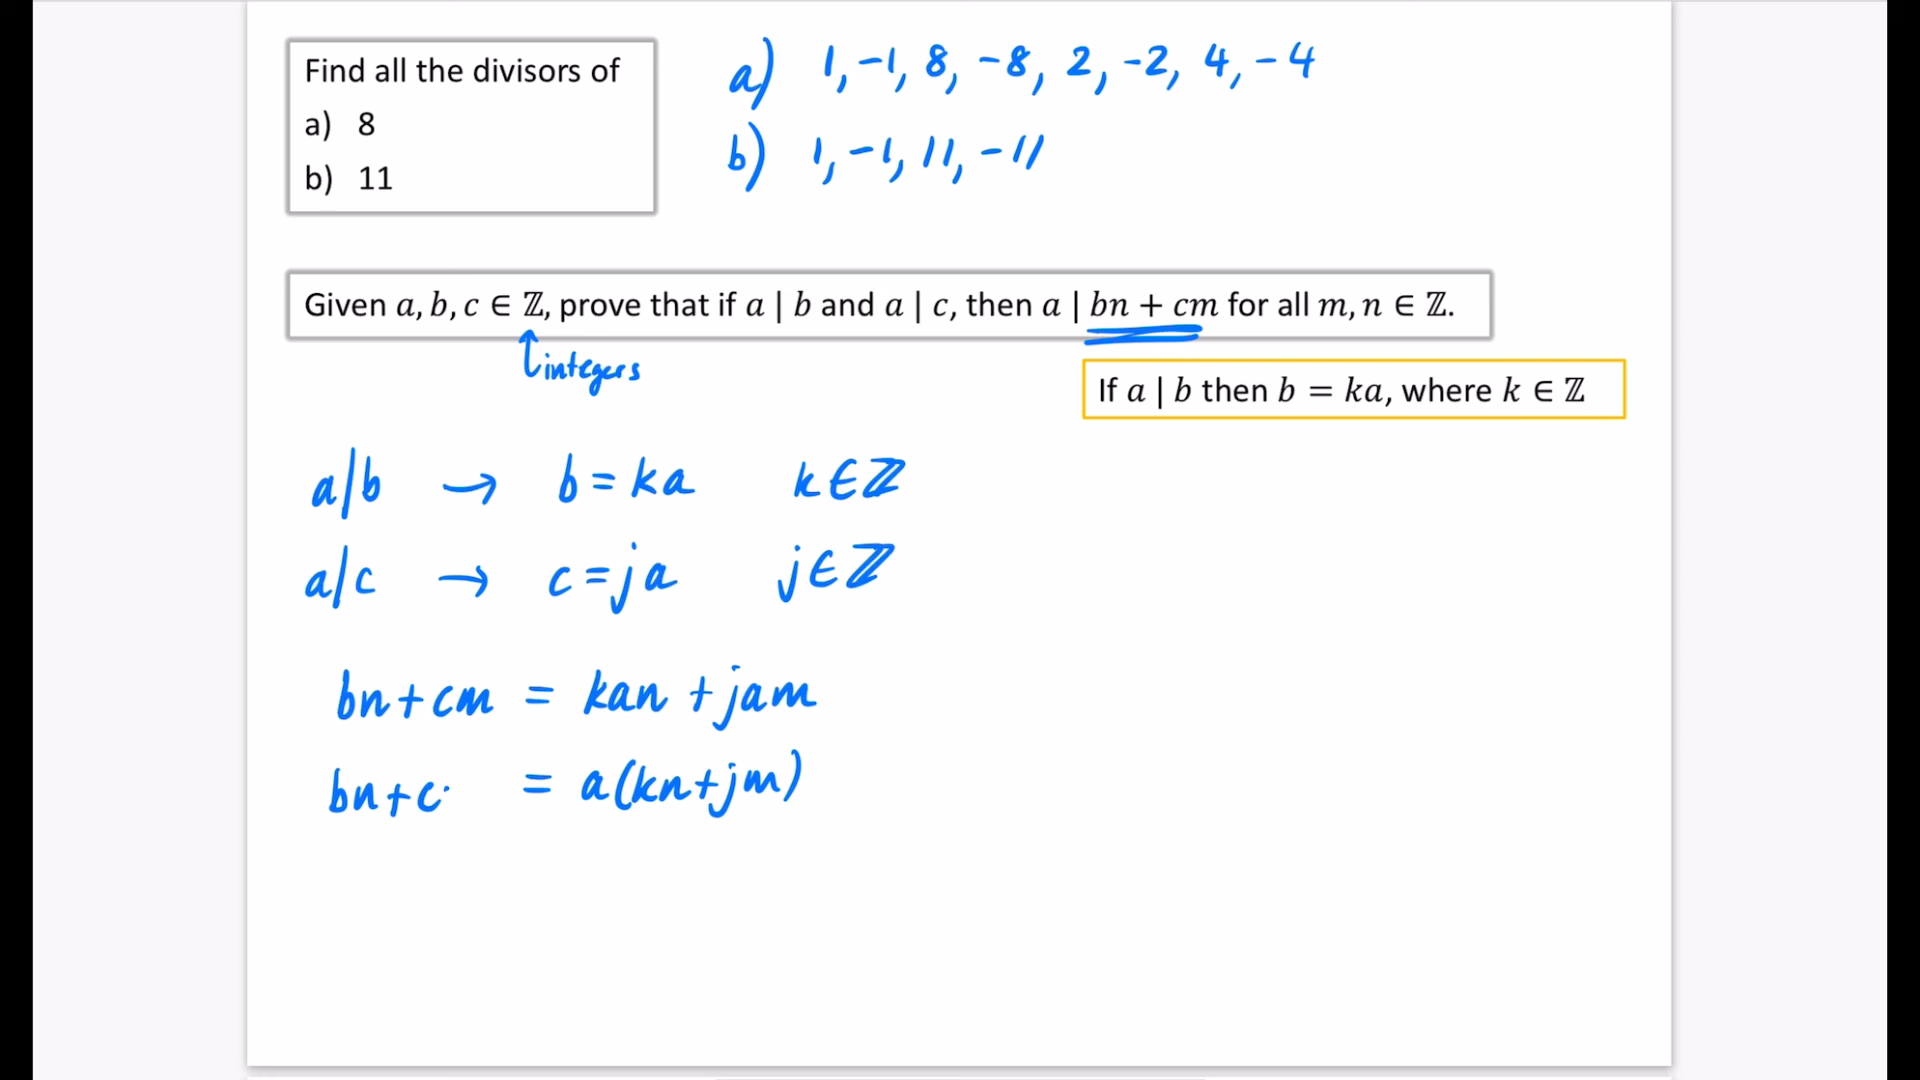 Find all the divisors of
a) 8
b) 11
a) 1, -1, 8, -8, 2, -2, 4, -4
b) 1, -1, 11, -11
Given a, b, c ∈ ℤ, prove that if a | b and a | c, then a | bn + cm for all m, n ∈ ℤ.
integers
If a | b then b = ka, where k ∈ ℤ
a|b → b = ka k ∈ ℤ
a|c → c = ja j ∈ ℤ
bn + cm = kan + jam
bn + c = a(kn + jm)